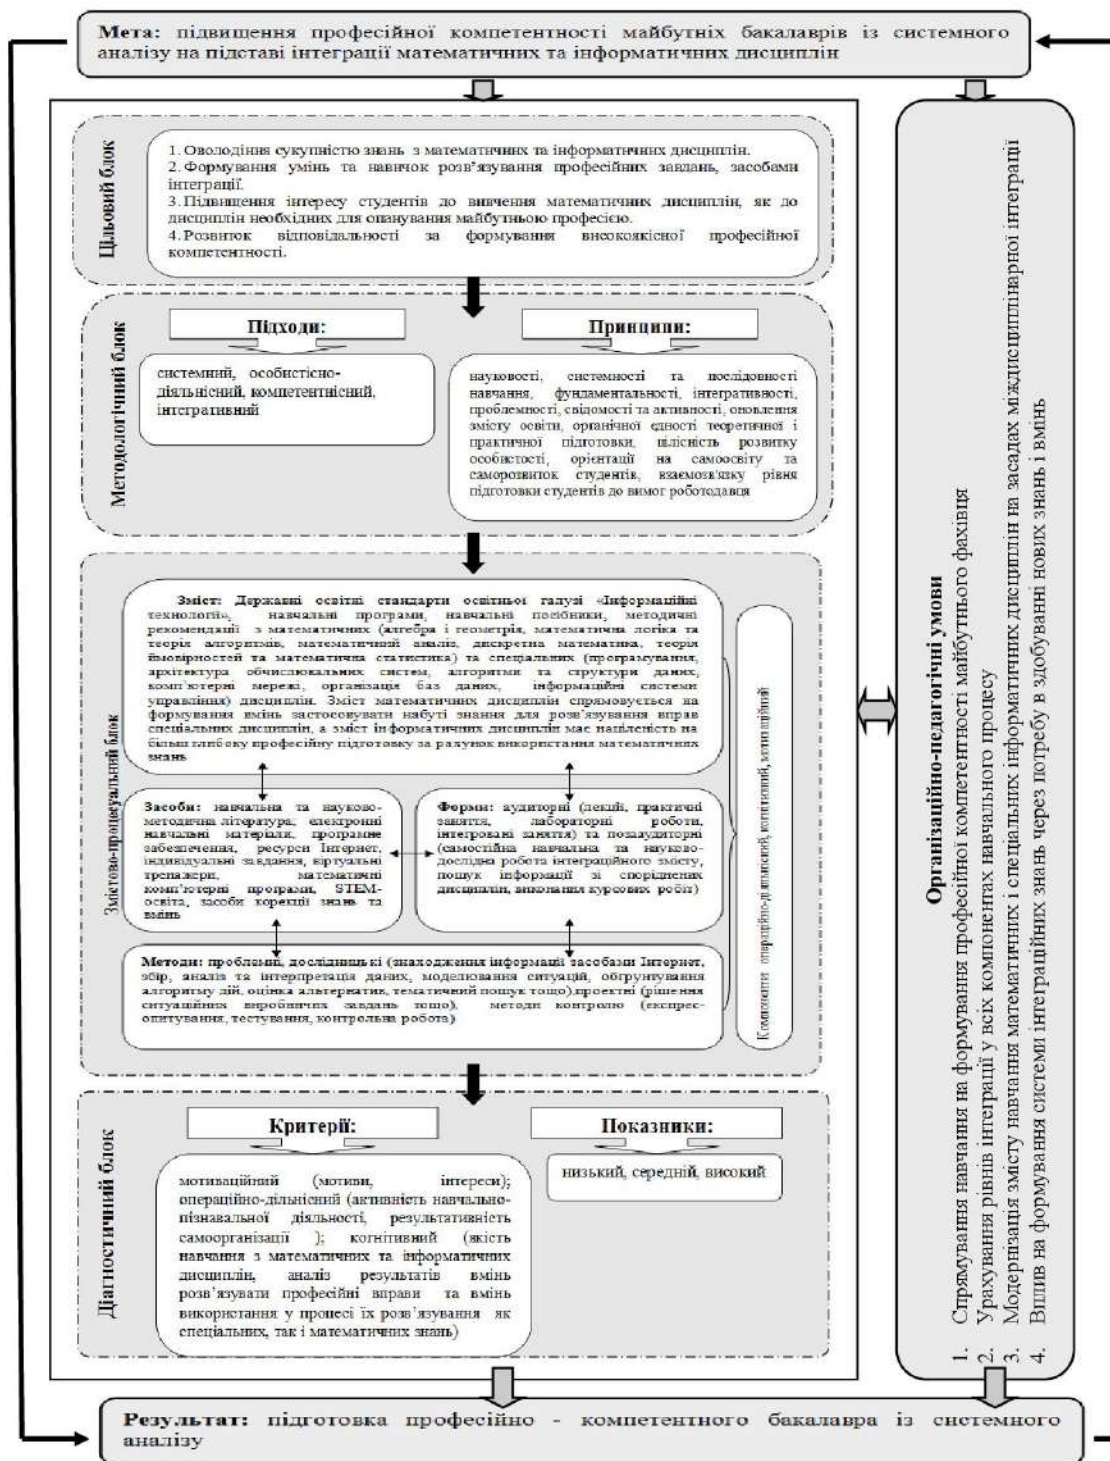 Мета: підвищення професійної компетентності майбутніх бакалаврів із системного
аналізу на підставі інтеграції математичних та інформатичних дисциплін
Цільовий блок
1. Оволодіння сукупністю знань з математичних та інформатичних дисциплін.
2. Формування умінь та навичок розв’язування професійних завдань, засобами
інтеграції.
3. Підвищення інтересу студентів до вивчення математичних дисциплін, як до
дисциплін необхідних для опанування майбутньою професією.
4. Розвиток відповідальності за формування високоякісної професійної
компетентності.
Методологічний блок
Підходи:
системний, особистісно-
діяльнісний, компетентнісний,
інтегративний
Принципи:
науковості, системності та послідовності
навчання, фундаментальності, інтегративності,
проблемності, свідомості та активності, оновлення
змісту освіти, органічної єдності теоретичної і
практичної підготовки, цілісність розвитку
особистості, орієнтації на самоосвіту та
саморозвиток студентів, взаємозв’язку рівня
підготовки студентів до вимог роботодавця
Змістово-процесуальний блок
Зміст: Державні освітні стандарти освітньої галузі «Інформаційні
технології», навчальні програми, навчальні посібники, методичні
рекомендації з математичних (алгебра і геометрія, математична логіка та
теорія алгоритмів, математичний аналіз, дискретна математика, теорія
ймовірностей та математична статистика) та спеціальних (програмування,
архітектура обчислювальних систем, алгоритми та структури даних,
комп’ютерні мережі, організація баз даних, інформаційні системи
управління) дисциплін. Зміст математичних дисциплін спрямовується на
формування вмінь застосовувати набуті знання для розв’язування вправ
спеціальних дисциплін, а зміст інформатичних дисциплін має націленість на
більш глибоку професійну підготовку за рахунок використання математичних
знань
Засоби: навчальна та науково-
методична література, електронні
навчальні матеріали, програмне
забезпечення, ресурси Інтернет,
індивідуальні завдання, віртуальні
тренажери, математичні
комп’ютерні програми, STEM-
освіта, засоби корекції знань та
вмінь
Форми: аудиторні (лекції, практичні
заняття, лабораторні роботи,
інтегровані заняття) та позааудиторні
(самостійна навчальна та науково-
дослідна робота інтеграційного змісту,
пошук інформації зі споріднених
дисциплін, виконання курсових робіт)
Методи: проблемні, дослідницькі (знаходження інформації засобами Інтернет,
збір, аналіз та інтерпретація даних, моделювання ситуацій, обґрунтування
алгоритму дій, оцінка альтернатив, тематичний пошук тощо),проектні (рішення
ситуаційних виробничих завдань тощо), методи контролю (експрес-
опитування, тестування, контрольна робота)
Компоненти операційно-діяльнісний, когнітивний, мотиваційний
Діагностичний блок
Критерії:
мотиваційний (мотиви, інтереси);
операційно-дільнісний (активність навчально-
пізнавальної діяльності, результативність
самоорганізації ); когнітивний (якість
навчання з математичних та інформатичних
дисциплін, аналіз результатів вмінь
розв’язувати професійні вправи та вмінь
використання у процесі їх розв’язування як
спеціальних, так і математичних знань)
Показники:
низький, середній, високий
Організаційно-педагогічні умови
1. Спрямування навчання на формування професійної компетентності майбутнього фахівця
2. Урахування рівнів інтеграції у всіх компонентах навчального процесу
3. Модернізація змісту навчання математичних і спеціальних інформатичних дисциплін на засадах міждисциплінарної інтеграції
4. Вплив на формування системи інтеграційних знань через потребу в здобуванні нових знань і вмінь
Результат: підготовка професійно - компетентного бакалавра із системного
аналізу